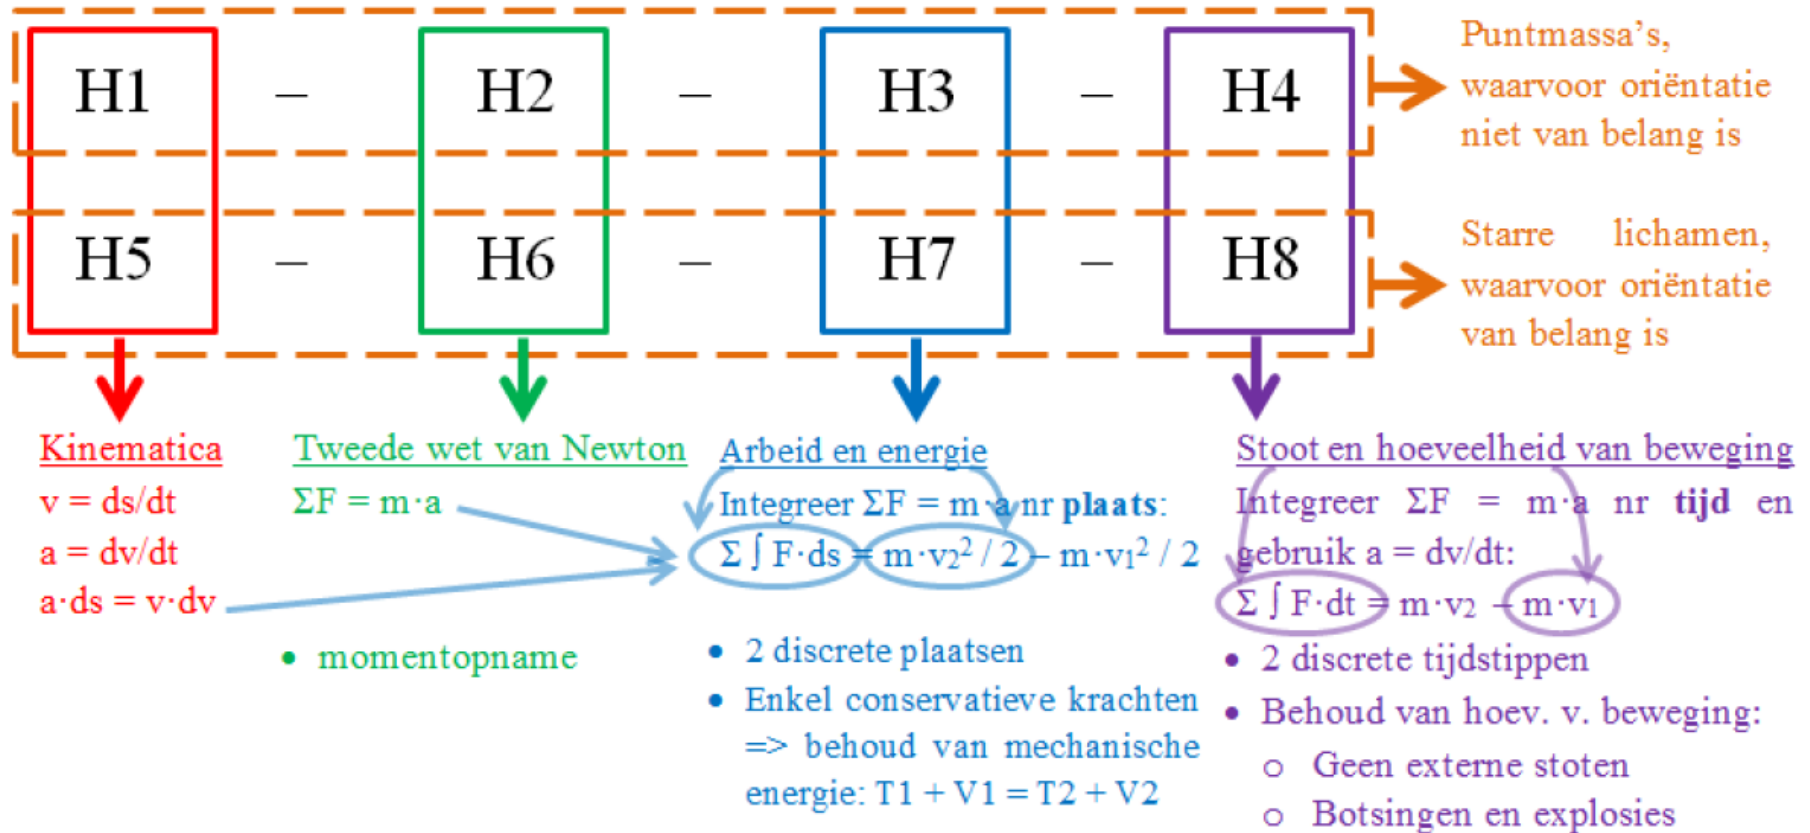 H1 – H2 – H3 – H4
Puntmassa's,
waarvoor oriëntatie
niet van belang is
H5 – H6 – H7 – H8
Starre lichamen,
waarvoor oriëntatie
van belang is
Kinematica
v = ds/dt
a = dv/dt
a·ds = v·dv
Tweede wet van Newton
ΣF = m·a
• momentopname
Arbeid en energie
Integreer ΣF = m·a nr plaats:
Σ ∫ F·ds = m·v₂² / 2 – m·v₁² / 2
• 2 discrete plaatsen
• Enkel conservatieve krachten
=> behoud van mechanische
energie: T1 + V1 = T2 + V2
Stoot en hoeveelheid van beweging
Integreer ΣF = m·a nr tijd en
gebruik a = dv/dt:
Σ ∫ F·dt = m·v₂ – m·v₁
• 2 discrete tijdstippen
• Behoud van hoev. v. beweging:
o Geen externe stoten
o Botsingen en explosies